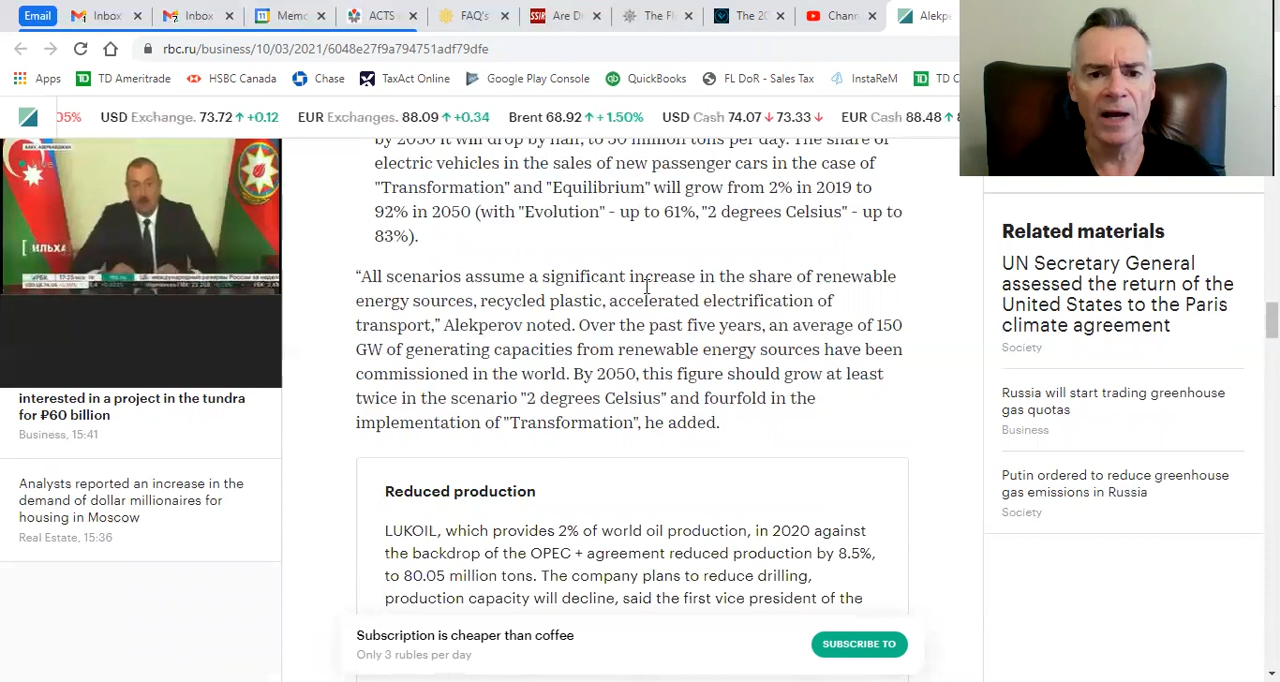 Email
Inbox
Inbox
Memo
ACTS
FAQ's
SSIR
Are D
The Fl
The 20
Chann
Alekpe
rbc.ru/business/10/03/2021/6048e27f9a794751adf79dfe
Apps
TD Ameritrade
HSBC Canada
Chase
TaxAct Online
Google Play Console
QuickBooks
FL DoR - Sales Tax
InstaReM
TD C
05%
USD Exchange. 73.72 +0.12
EUR Exchanges. 88.09 +0.34
Brent 68.92 +1.50%
USD Cash 74.07 73.33
EUR Cash 88.48
interested in a project in the tundra
for ₽60 billion
Business, 15:41
Analysts reported an increase in the
demand of dollar millionaires for
housing in Moscow
Real Estate, 15:36
electric vehicles in the sales of new passenger cars in the case of
"Transformation" and "Equilibrium" will grow from 2% in 2019 to
92% in 2050 (with "Evolution" - up to 61%, "2 degrees Celsius" - up to
83%).
“All scenarios assume a significant increase in the share of renewable
energy sources, recycled plastic, accelerated electrification of
transport,” Alekperov noted. Over the past five years, an average of 150
GW of generating capacities from renewable energy sources have been
commissioned in the world. By 2050, this figure should grow at least
twice in the scenario "2 degrees Celsius" and fourfold in the
implementation of "Transformation", he added.
Reduced production
LUKOIL, which provides 2% of world oil production, in 2020 against
the backdrop of the OPEC + agreement reduced production by 8.5%,
to 80.05 million tons. The company plans to reduce drilling,
production capacity will decline, said the first vice president of the
Subscription is cheaper than coffee
Only 3 rubles per day
SUBSCRIBE TO
Related materials
UN Secretary General
assessed the return of the
United States to the Paris
climate agreement
Society
Russia will start trading greenhouse
gas quotas
Business
Putin ordered to reduce greenhouse
gas emissions in Russia
Society